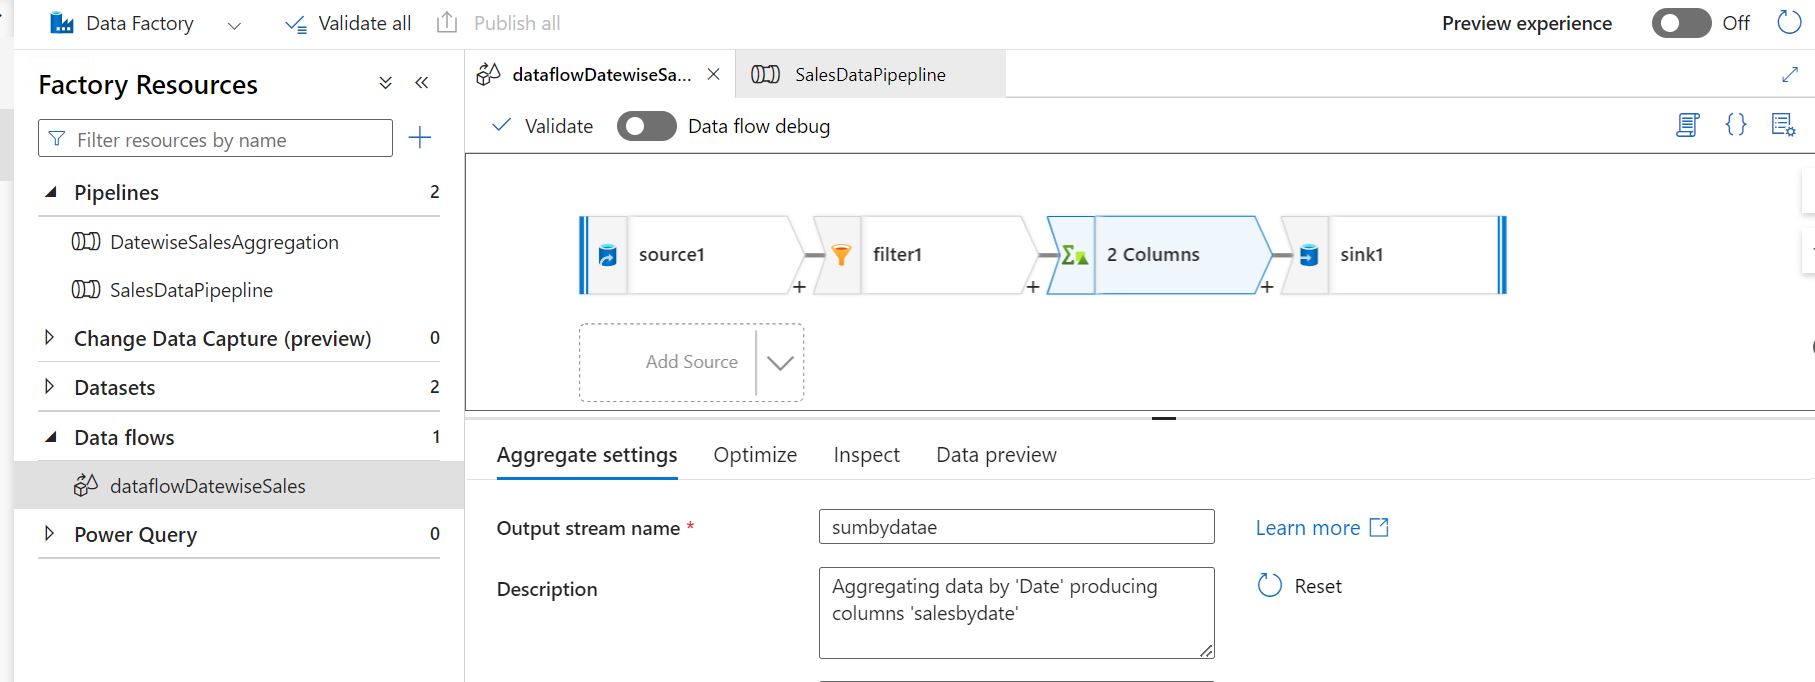 Data Factory
Validate all
Publish all
Preview experience
Off
Factory Resources
Filter resources by name
Pipelines 2
DatewiseSalesAggregation
SalesDataPipepline
Change Data Capture (preview) 0
Datasets 2
Data flows 1
dataflowDatewiseSales
Power Query 0
dataflowDatewiseSa...
SalesDataPipepline
Validate
Data flow debug
source1
filter1
2 Columns
sink1
Add Source
Aggregate settings
Optimize
Inspect
Data preview
Output stream name *
sumbydatae
Learn more
Description
Aggregating data by 'Date' producing
columns 'salesbydate'
Reset